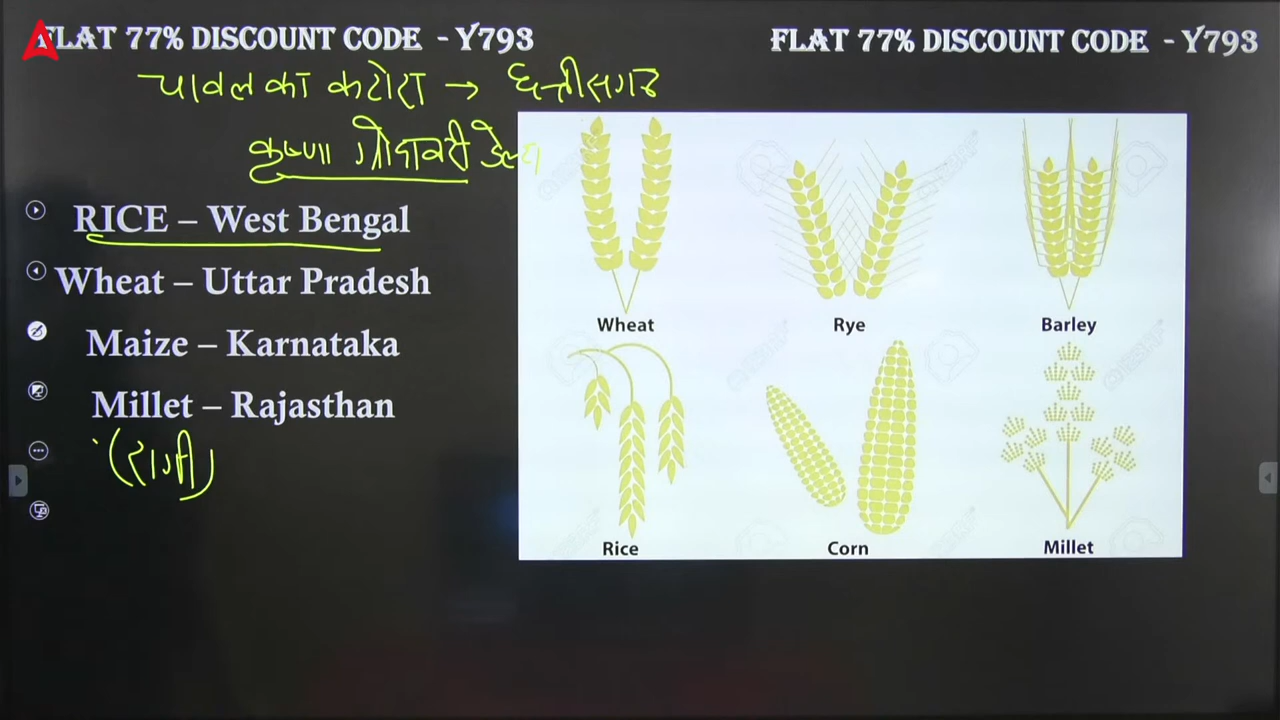 FLAT 77% DISCOUNT CODE - Y793
FLAT 77% DISCOUNT CODE - Y793
चावल का कटोरा → छत्तीसगढ
कृष्णा गोदावरी डेल्टा
RICE – West Bengal
Wheat – Uttar Pradesh
Maize – Karnataka
Millet – Rajasthan
(रागी)
Wheat Rye Barley
Rice Corn Millet